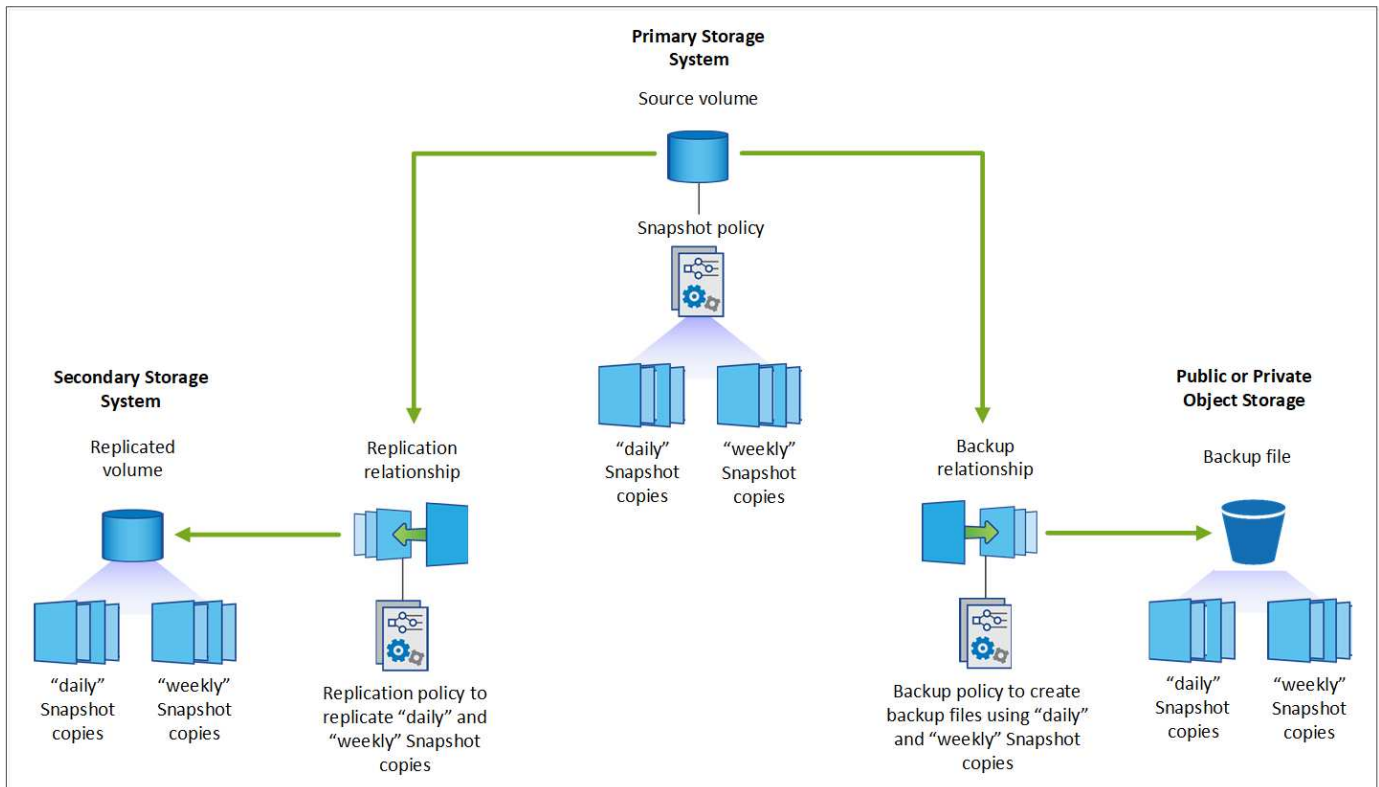 Primary Storage
System
Source volume
Snapshot policy
“daily”
Snapshot
copies
“weekly”
Snapshot
copies
Secondary Storage
System
Replicated
volume
“daily”
Snapshot
copies
“weekly”
Snapshot
copies
Replication
relationship
Replication policy to
replicate “daily” and
“weekly” Snapshot
copies
Backup
relationship
Backup policy to create
backup files using “daily”
and “weekly” Snapshot
copies
Public or Private
Object Storage
Backup file
“daily”
Snapshot
copies
“weekly”
Snapshot
copies